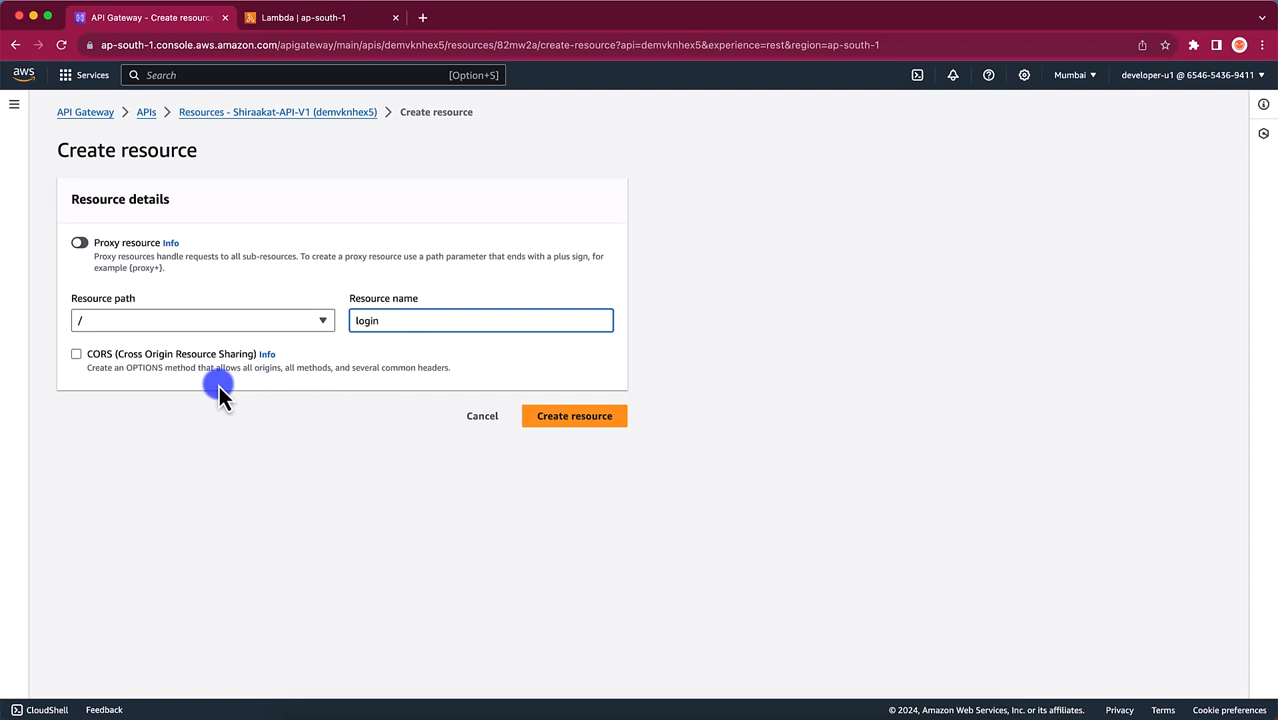 API Gateway - Create resourc
Lambda | ap-south-1
ap-south-1.console.aws.amazon.com/apigateway/main/apis/demvknhex5/resources/82mw2a/create-resource?api=demvknhex5&experience=rest&region=ap-south-1
aws
Services
Search
[Option+S]
Mumbai
developer-u1 @ 6546-5436-9411
API Gateway
APIs
Resources - Shiraakat-API-V1 (demvknhex5)
Create resource
Create resource
Resource details
Proxy resource Info
Proxy resources handle requests to all sub-resources. To create a proxy resource use a path parameter that ends with a plus sign, for
example {proxy+}.
Resource path
Resource name
/
login
CORS (Cross Origin Resource Sharing) Info
Create an OPTIONS method that allows all origins, all methods, and several common headers.
Cancel
Create resource
CloudShell
Feedback
© 2024, Amazon Web Services, Inc. or its affiliates.
Privacy
Terms
Cookie preferences